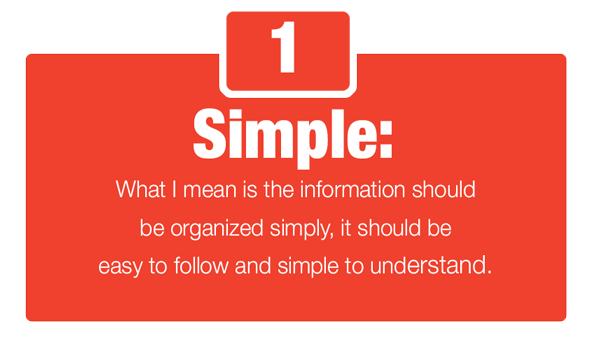 1
Simple:
What I mean is the information should
be organized simply, it should be
easy to follow and simple to understand.